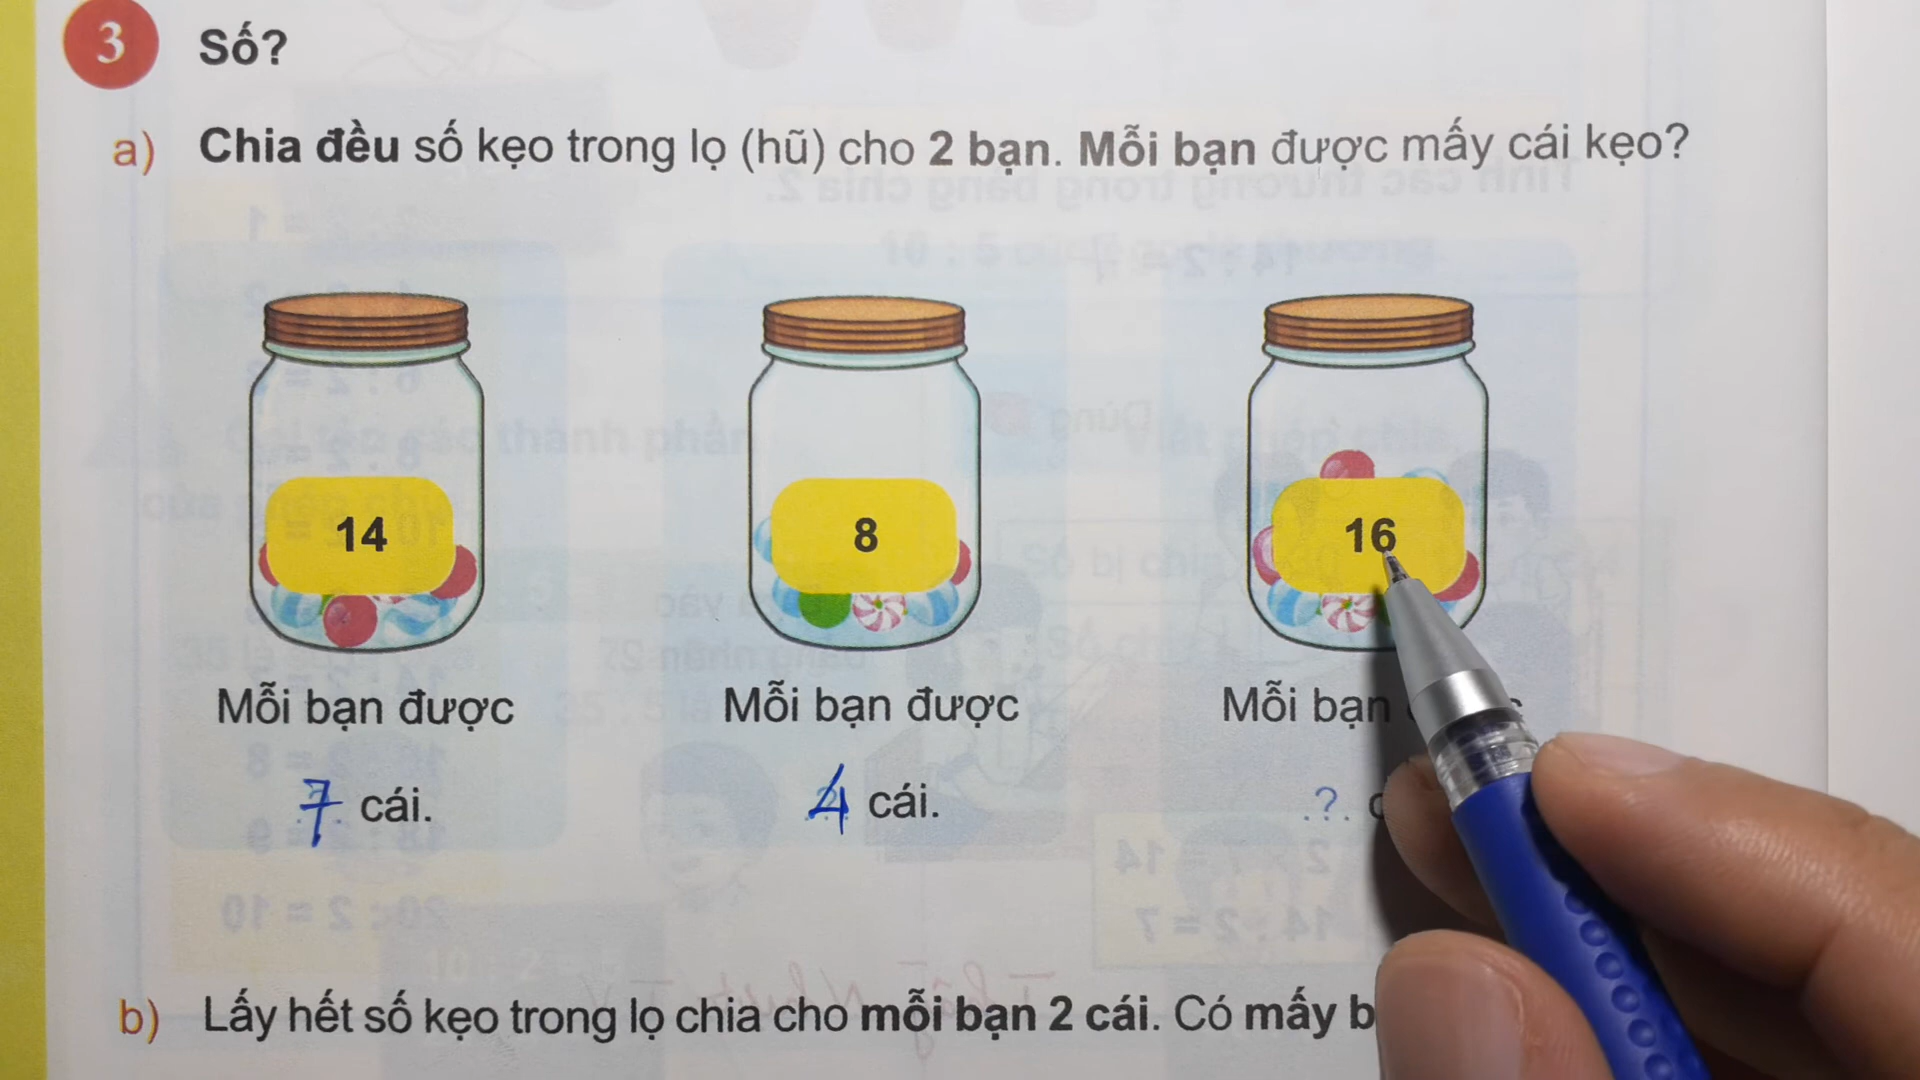 3 Số?
a) Chia đều số kẹo trong lọ (hũ) cho 2 bạn. Mỗi bạn được mấy cái kẹo?
14 8 16
Mỗi bạn được Mỗi bạn được Mỗi bạn
7 cái. 4 cái. .?.
b) Lấy hết số kẹo trong lọ chia cho mỗi bạn 2 cái. Có mấy